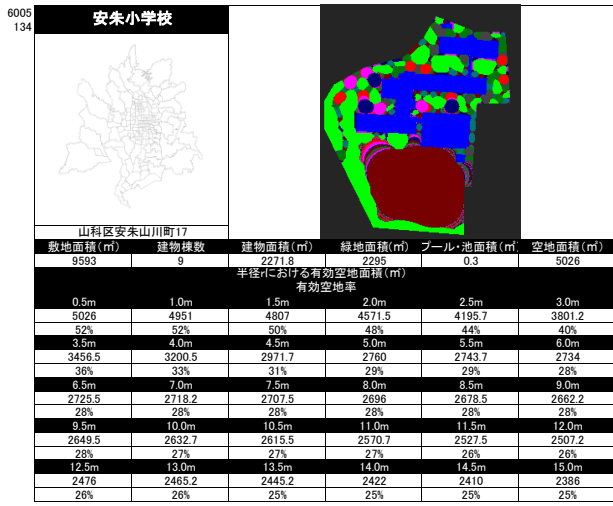 6005
134
安朱小学校
山科区安朱山川町17
敷地面積(㎡) 建物棟数 建物面積(㎡) 緑地面積(㎡) プール・池面積(㎡ 空地面積(㎡)
9593 9 2271.8 2295 0.3 5026
半径rにおける有効空地面積(㎡)
有効空地率
0.5m 1.0m 1.5m 2.0m 2.5m 3.0m
5026 4951 4807 4571.5 4195.7 3801.2
52% 52% 50% 48% 44% 40%
3.5m 4.0m 4.5m 5.0m 5.5m 6.0m
3456.5 3200.5 2971.7 2760 2743.7 2734
36% 33% 31% 29% 29% 28%
6.5m 7.0m 7.5m 8.0m 8.5m 9.0m
2725.5 2718.2 2707.5 2696 2678.5 2662.2
28% 28% 28% 28% 28% 28%
9.5m 10.0m 10.5m 11.0m 11.5m 12.0m
2649.5 2632.7 2615.5 2570.7 2527.5 2507.2
28% 27% 27% 27% 26% 26%
12.5m 13.0m 13.5m 14.0m 14.5m 15.0m
2476 2465.2 2445.2 2422 2410 2386
26% 26% 25% 25% 25% 25%